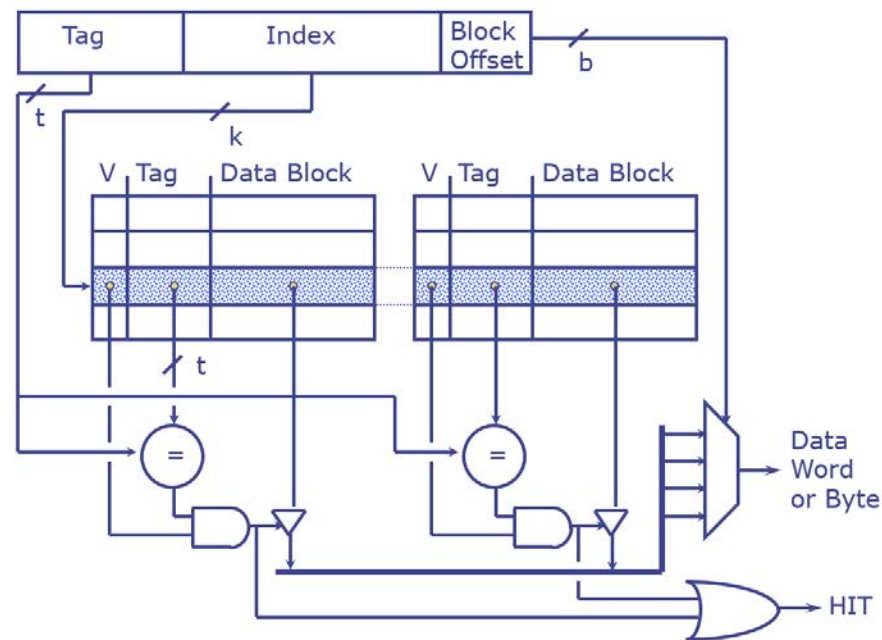 Tag
Index
Block
Offset
b
t
k
V
Tag
Data Block
V
Tag
Data Block
t
=
=
Data
Word
or Byte
HIT